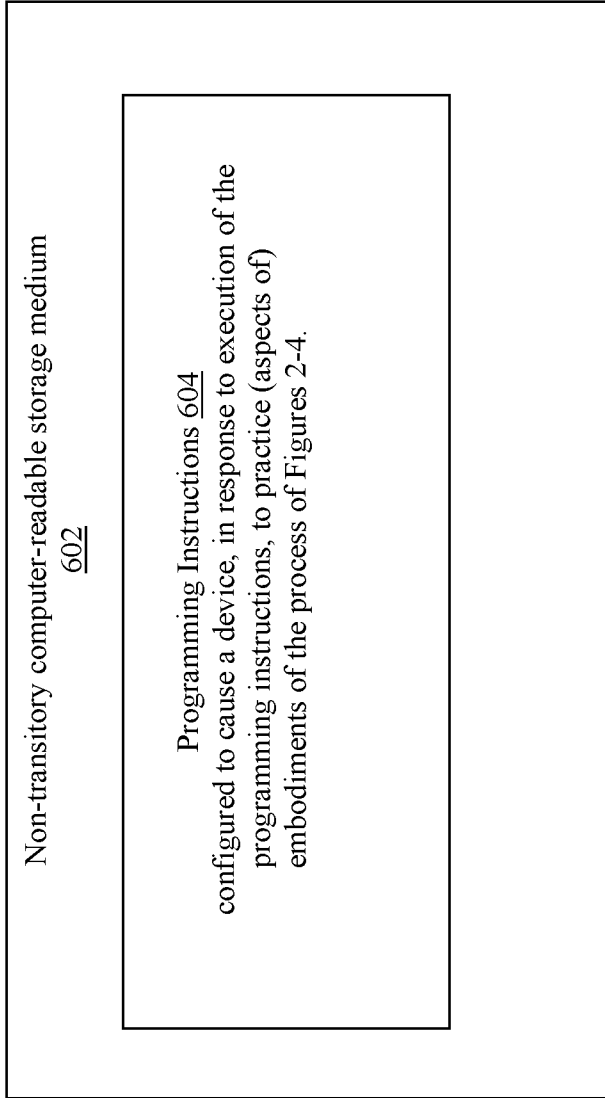 Non-transitory computer-readable storage medium
602
Programming Instructions 604
configured to cause a device, in response to execution of the
programming instructions, to practice (aspects of)
embodiments of the process of Figures 2-4.